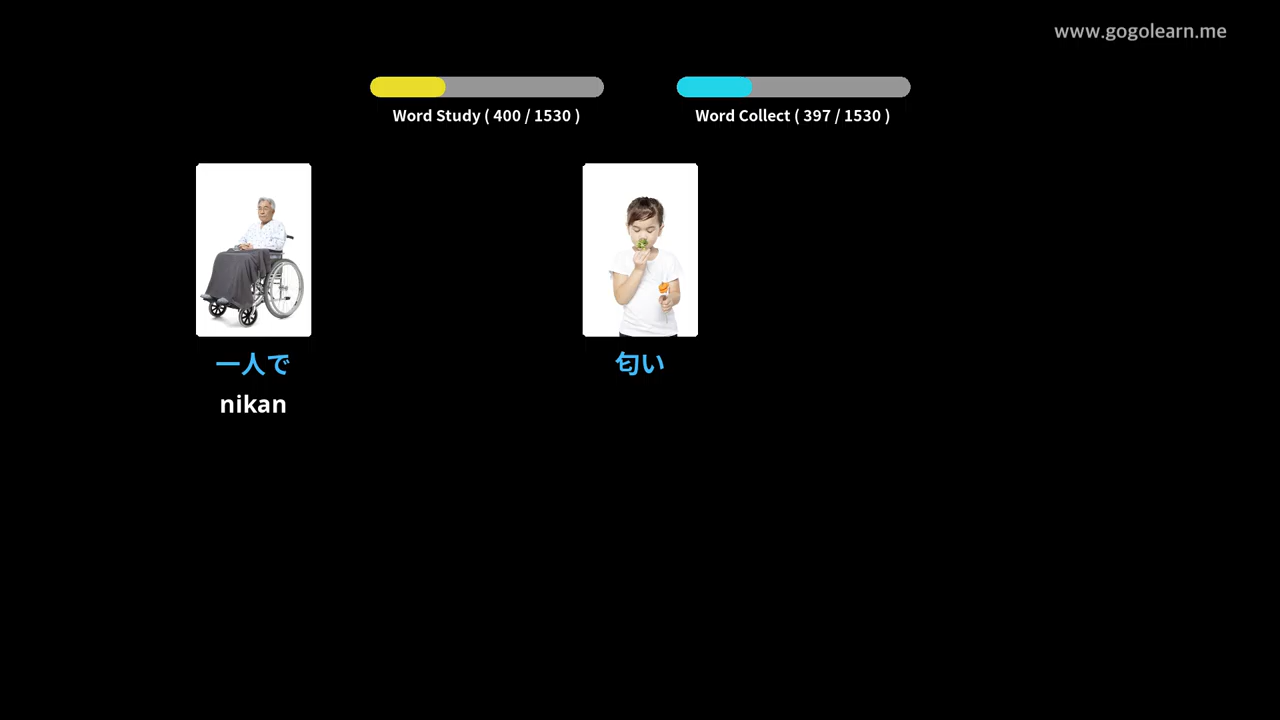 www.gogolearn.me
Word Study ( 400 / 1530 )
Word Collect ( 397 / 1530 )
一人で
nikan
匂い